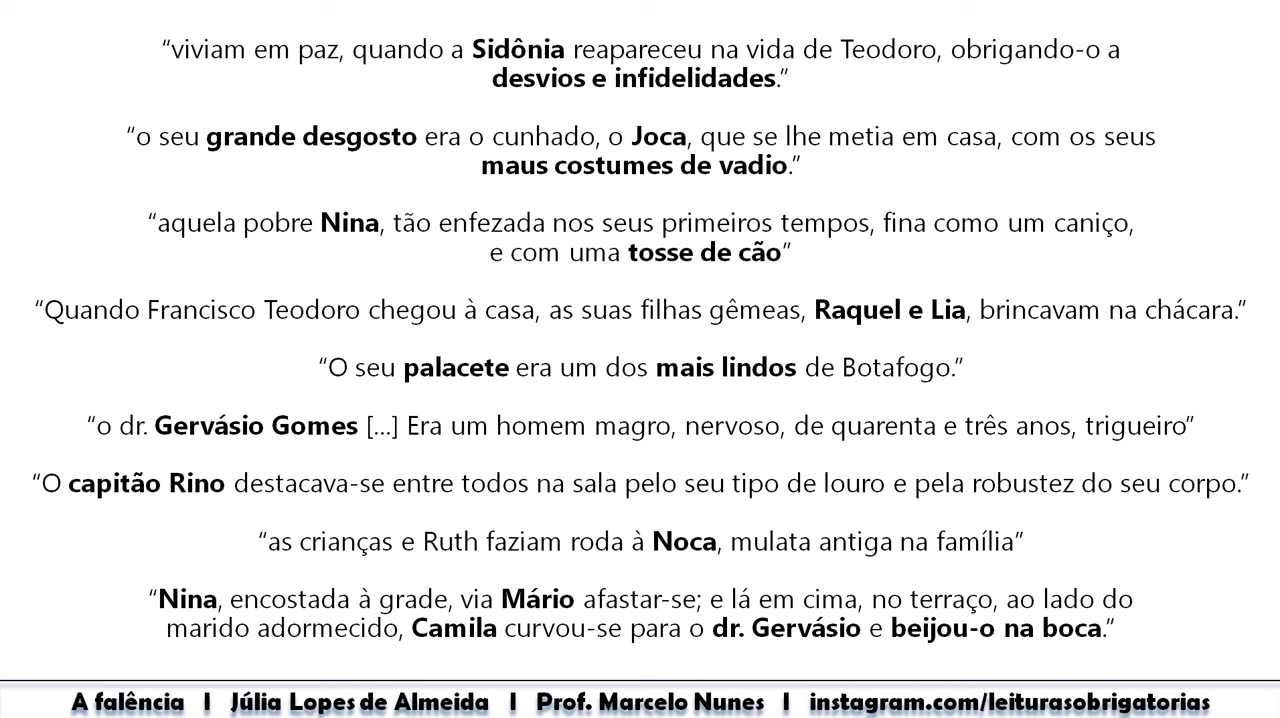 “viviam em paz, quando a Sidônia reapareceu na vida de Teodoro, obrigando-o a
desvios e infidelidades.”
“o seu grande desgosto era o cunhado, o Joca, que se lhe metia em casa, com os seus
maus costumes de vadio.”
“aquela pobre Nina, tão enfezada nos seus primeiros tempos, fina como um caniço,
e com uma tosse de cão”
“Quando Francisco Teodoro chegou à casa, as suas filhas gêmeas, Raquel e Lia, brincavam na chácara.”
“O seu palacete era um dos mais lindos de Botafogo.”
“o dr. Gervásio Gomes [...] Era um homem magro, nervoso, de quarenta e três anos, trigueiro”
“O capitão Rino destacava-se entre todos na sala pelo seu tipo de louro e pela robustez do seu corpo.”
“as crianças e Ruth faziam roda à Noca, mulata antiga na família”
“Nina, encostada à grade, via Mário afastar-se; e lá em cima, no terraço, ao lado do
marido adormecido, Camila curvou-se para o dr. Gervásio e beijou-o na boca.”
A falência I Júlia Lopes de Almeida I Prof. Marcelo Nunes I instagram.com/leiturasobrigatorias